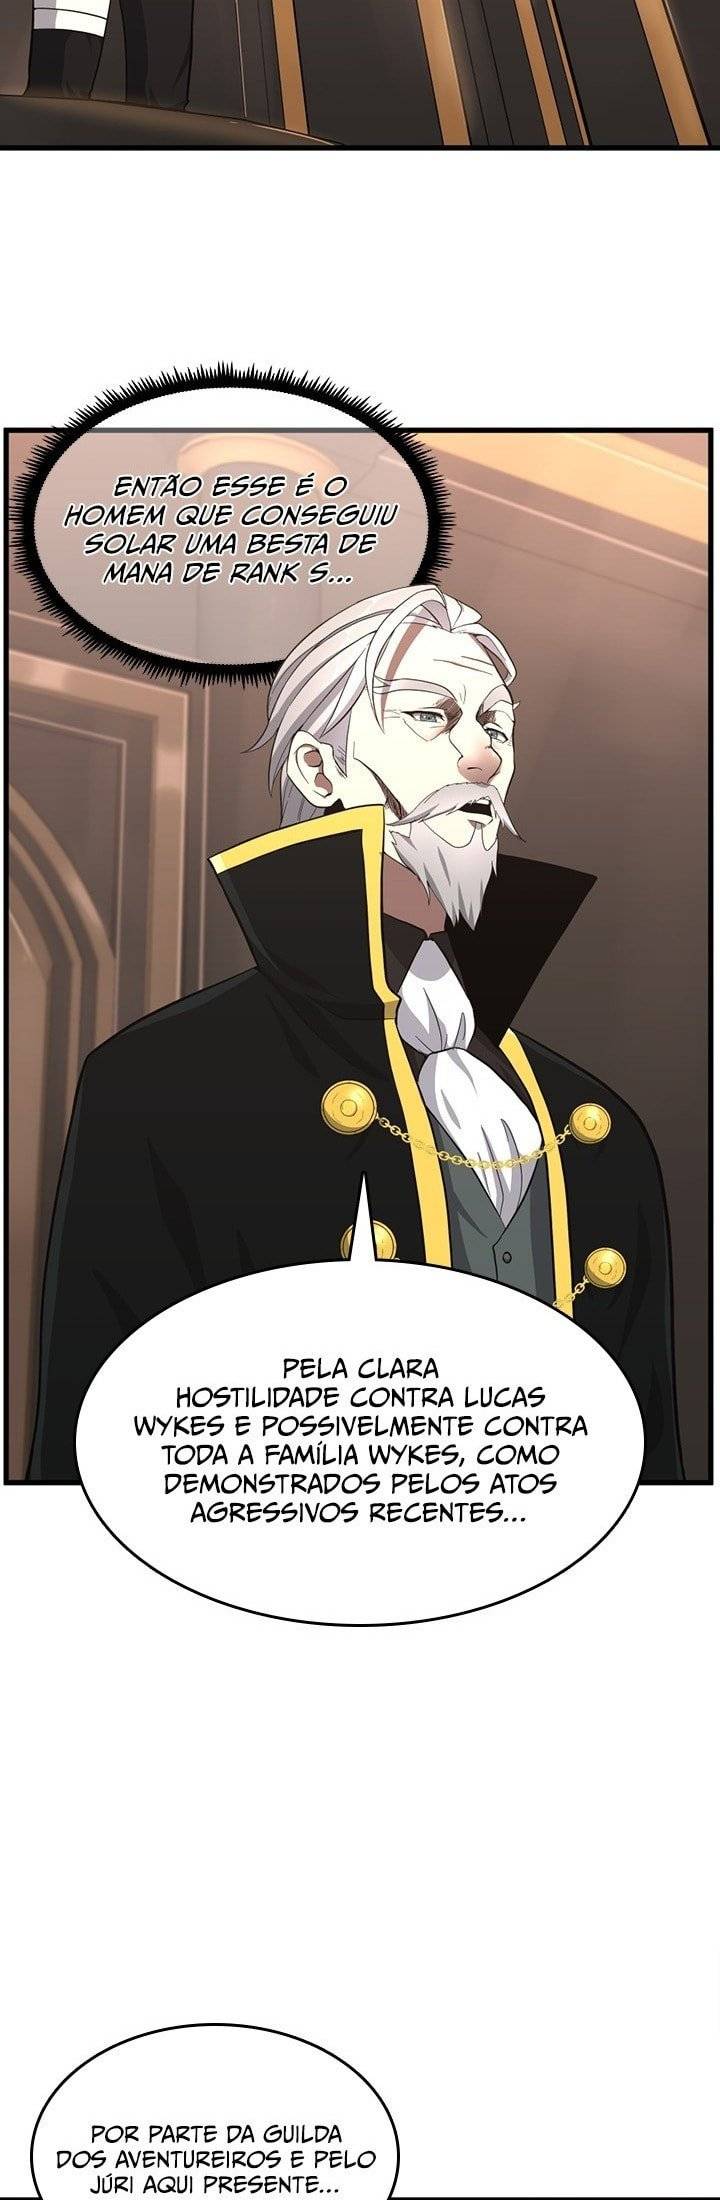 ENTÃO ESSE É O
HOMEM QUE CONSEGUIU
SOLAR UMA BESTA DE
MANA DE RANK S...
PELA CLARA
HOSTILIDADE CONTRA LUCAS
WYKES E POSSIVELMENTE CONTRA
TODA A FAMÍLIA WYKES, COMO
DEMONSTRADOS PELOS ATOS
AGRESSIVOS RECENTES...
POR PARTE DA GUILDA
DOS AVENTUREIROS E PELO
JÚRI AQUI PRESENTE...